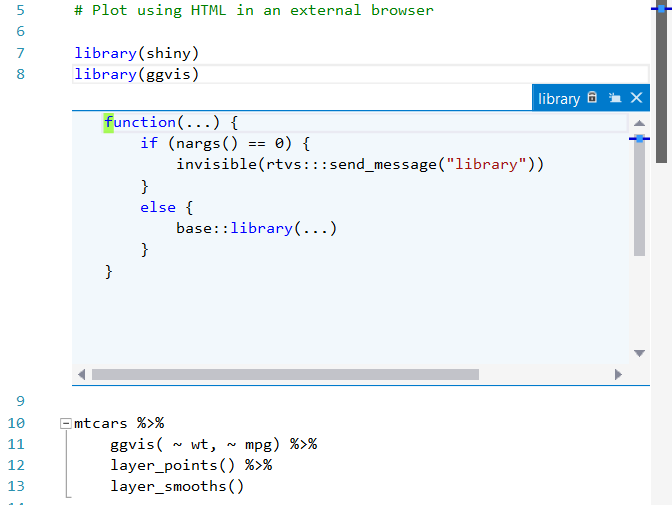 5 # Plot using HTML in an external browser
6
7 library(shiny)
8 library(ggvis)
library
function(...) {
if (nargs() == 0) {
invisible(rtvs:::send_message("library"))
}
else {
base::library(...)
}
}
9
10 mtcars %>%
11 ggvis( ~ wt, ~ mpg) %>%
12 layer_points() %>%
13 layer_smooths()